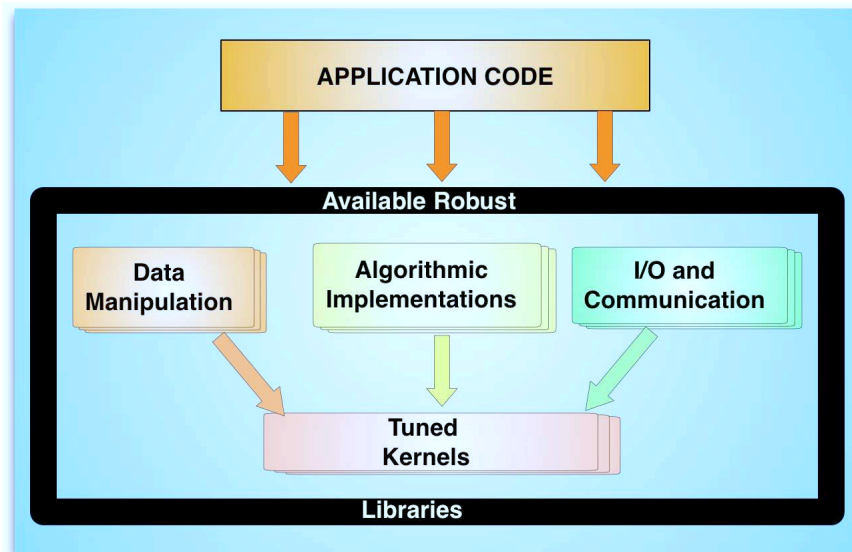 APPLICATION CODE
Available Robust
Data
Manipulation
Algorithmic
Implementations
I/O and
Communication
Tuned
Kernels
Libraries